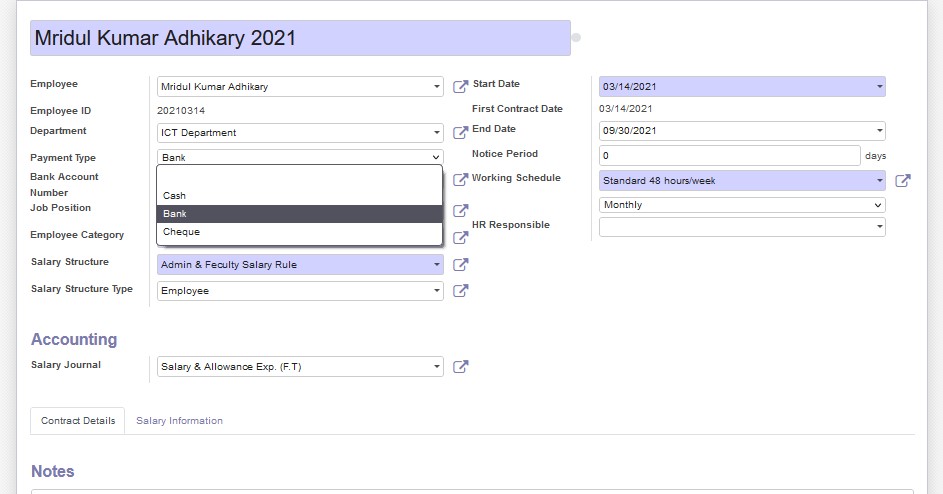 Mridul Kumar Adhikary 2021
Employee
Mridul Kumar Adhikary
Employee ID
20210314
Department
ICT Department
Payment Type
Bank
Cash
Bank
Cheque
Bank Account
Number
Job Position
Employee Category
Salary Structure
Admin & Feculty Salary Rule
Salary Structure Type
Employee
Start Date
03/14/2021
First Contract Date
03/14/2021
End Date
09/30/2021
Notice Period
0 days
Working Schedule
Standard 48 hours/week
Monthly
HR Responsible
Accounting
Salary Journal
Salary & Allowance Exp. (F.T)
Contract Details
Salary Information
Notes